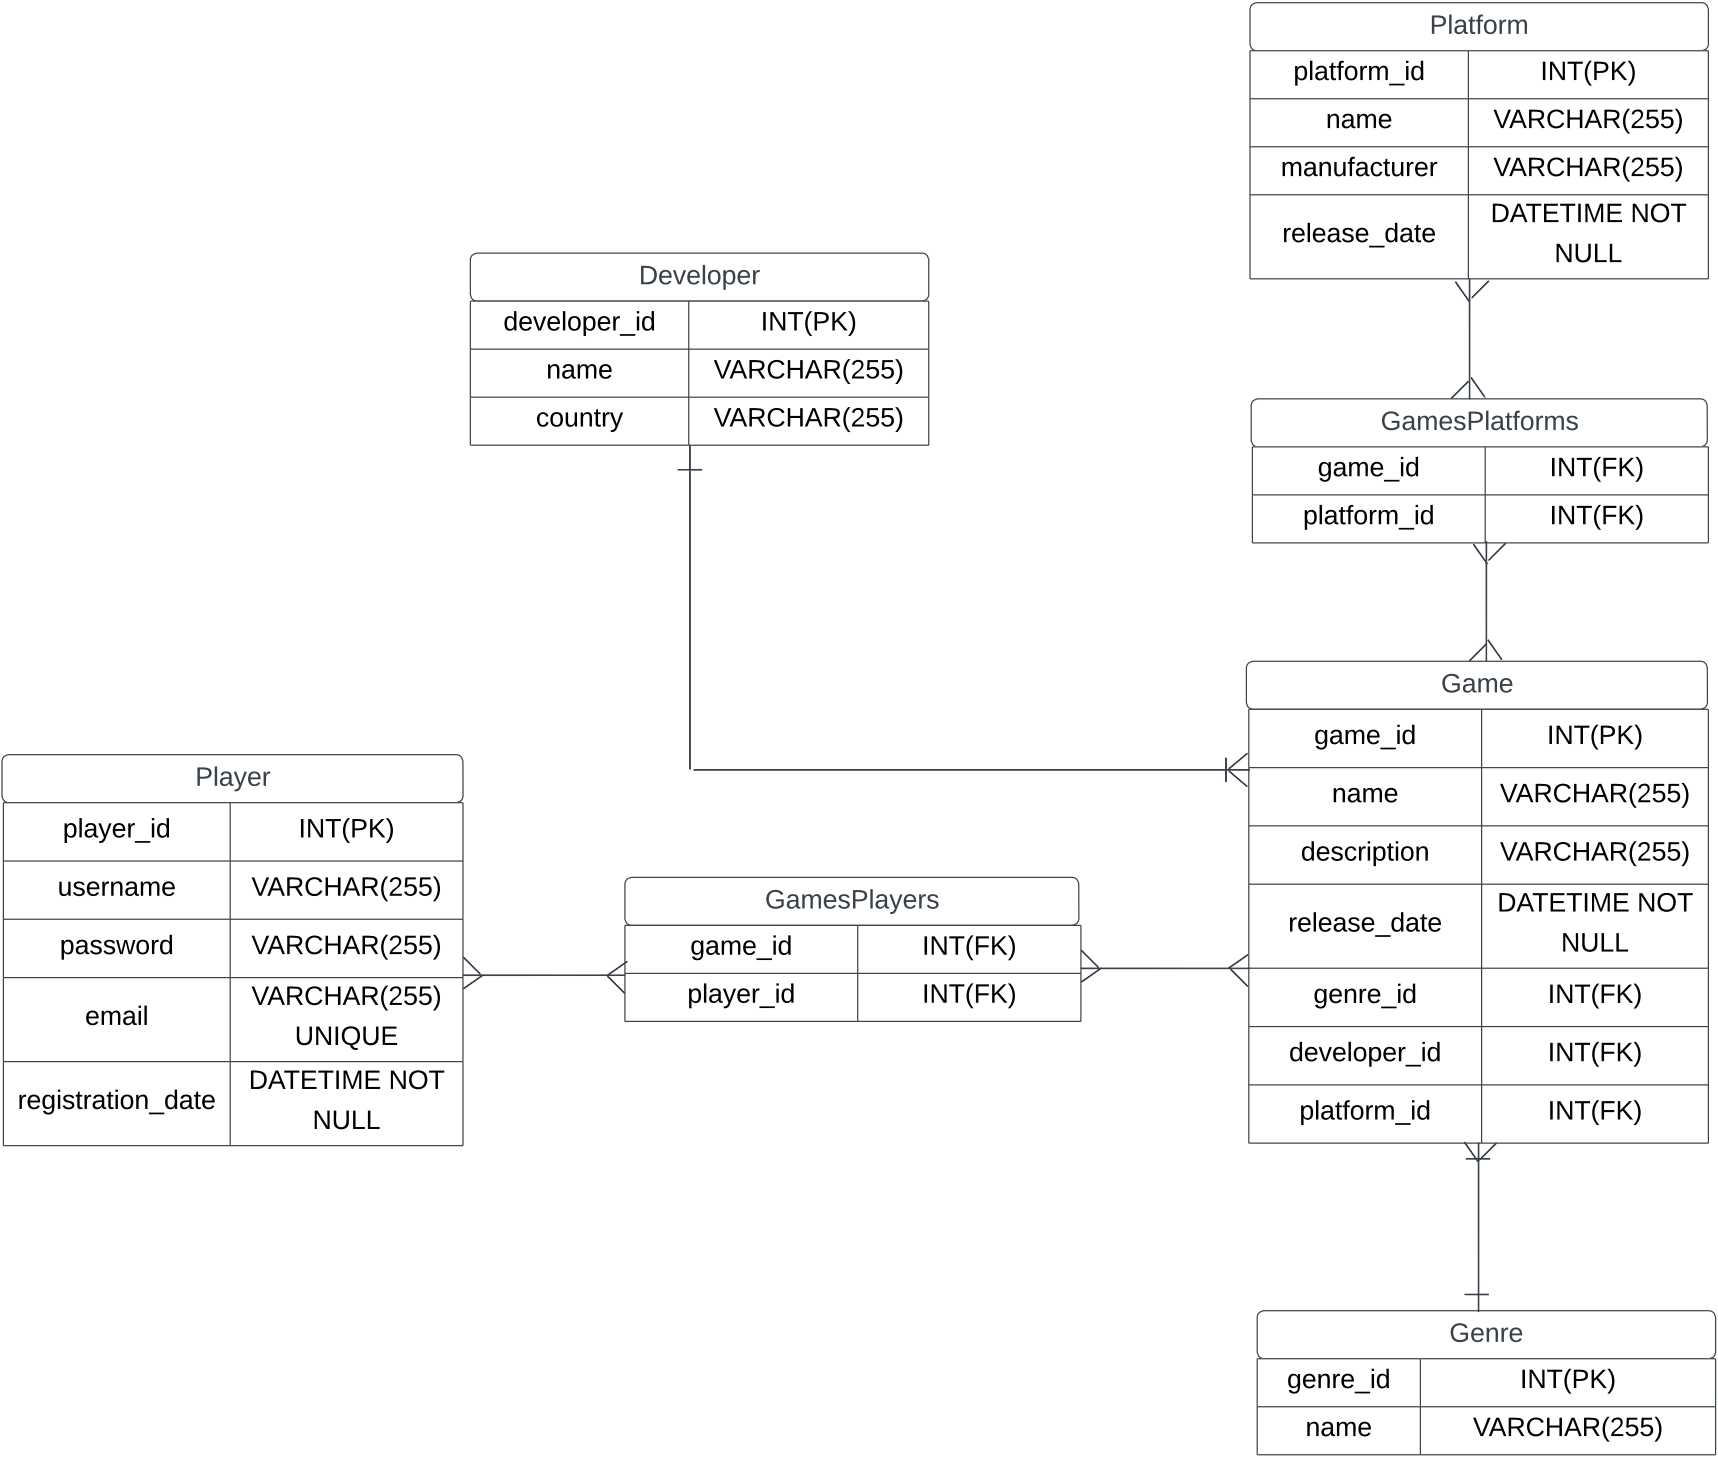 Platform
platform_id INT(PK)
name VARCHAR(255)
manufacturer VARCHAR(255)
release_date DATETIME NOT
NULL
Developer
developer_id INT(PK)
name VARCHAR(255)
country VARCHAR(255)
GamesPlatforms
game_id INT(FK)
platform_id INT(FK)
Game
game_id INT(PK)
name VARCHAR(255)
description VARCHAR(255)
release_date DATETIME NOT
NULL
genre_id INT(FK)
developer_id INT(FK)
platform_id INT(FK)
Player
player_id INT(PK)
username VARCHAR(255)
password VARCHAR(255)
email VARCHAR(255)
UNIQUE
registration_date DATETIME NOT
NULL
GamesPlayers
game_id INT(FK)
player_id INT(FK)
Genre
genre_id INT(PK)
name VARCHAR(255)